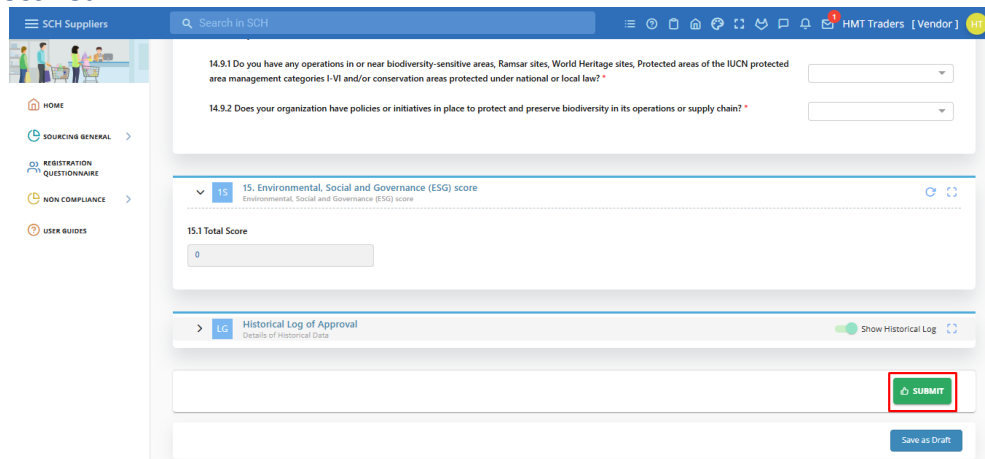 SCH Suppliers
Search in SCH
1
HMT Traders [ Vendor ]
HT
HOME
SOURCING GENERAL
REGISTRATION
QUESTIONNAIRE
NON COMPLIANCE
USER GUIDES
14.9.1 Do you have any operations in or near biodiversity-sensitive areas, Ramsar sites, World Heritage sites, Protected areas of the IUCN protected
area management categories I-VI and/or conservation areas protected under national or local law? *
14.9.2 Does your organization have policies or initiatives in place to protect and preserve biodiversity in its operations or supply chain? *
15 15. Environmental, Social and Governance (ESG) score
Environmental, Social and Governance (ESG) score
15.1 Total Score
0
LG Historical Log of Approval
Details of Historical Data
Show Historical Log
SUBMIT
Save as Draft